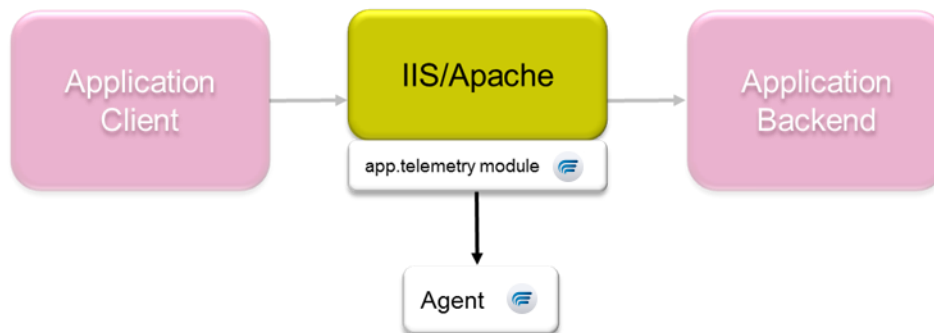 Application
Client
IIS/Apache
app.telemetry module
Application
Backend
Agent